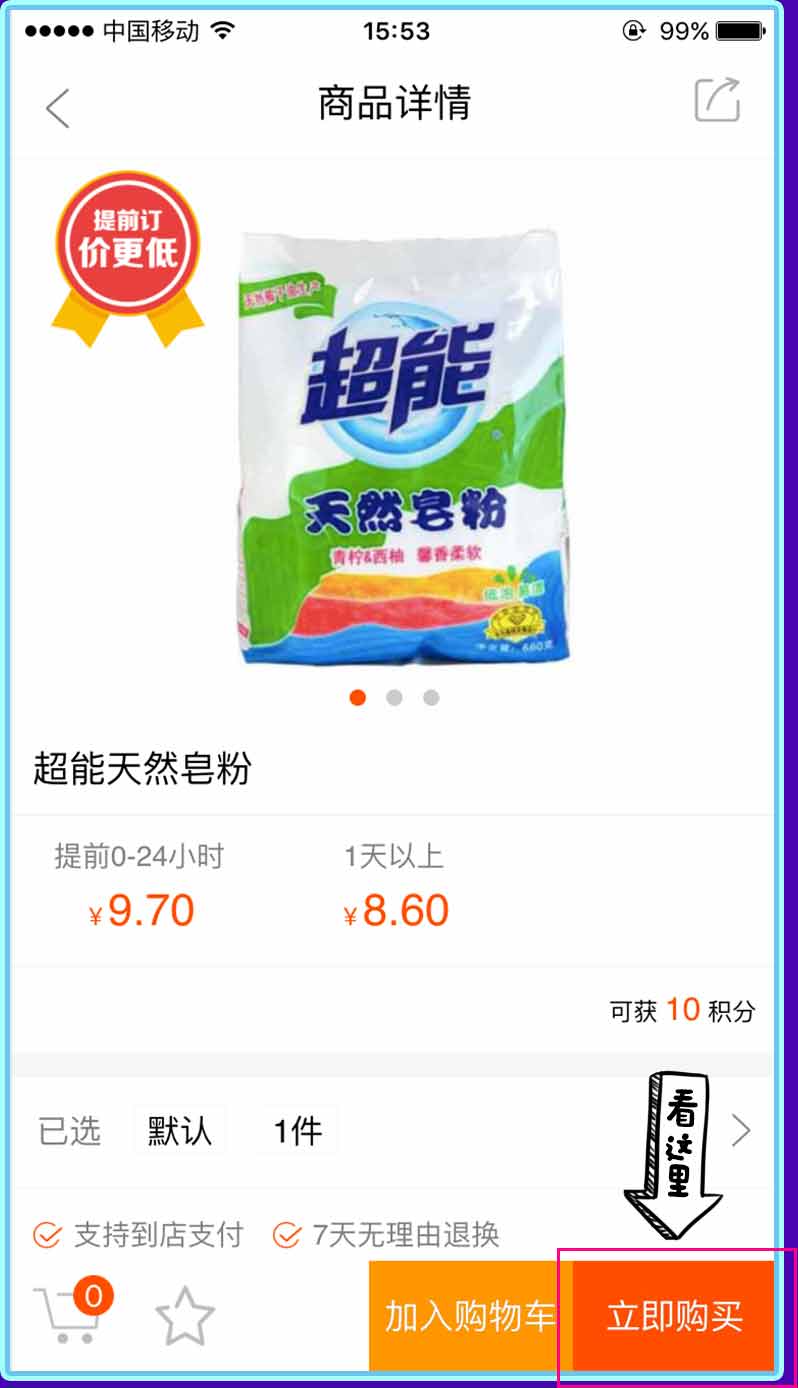 中国移动 15:53 99%
商品详情
提前订
价更低
超能
天然皂粉
青柠&西柚 馨香柔软
超能天然皂粉
提前0-24小时 1天以上
¥9.70 ¥8.60
可获 10 积分
看这里
已选 默认 1件
支持到店支付 7天无理由退换
0 加入购物车 立即购买